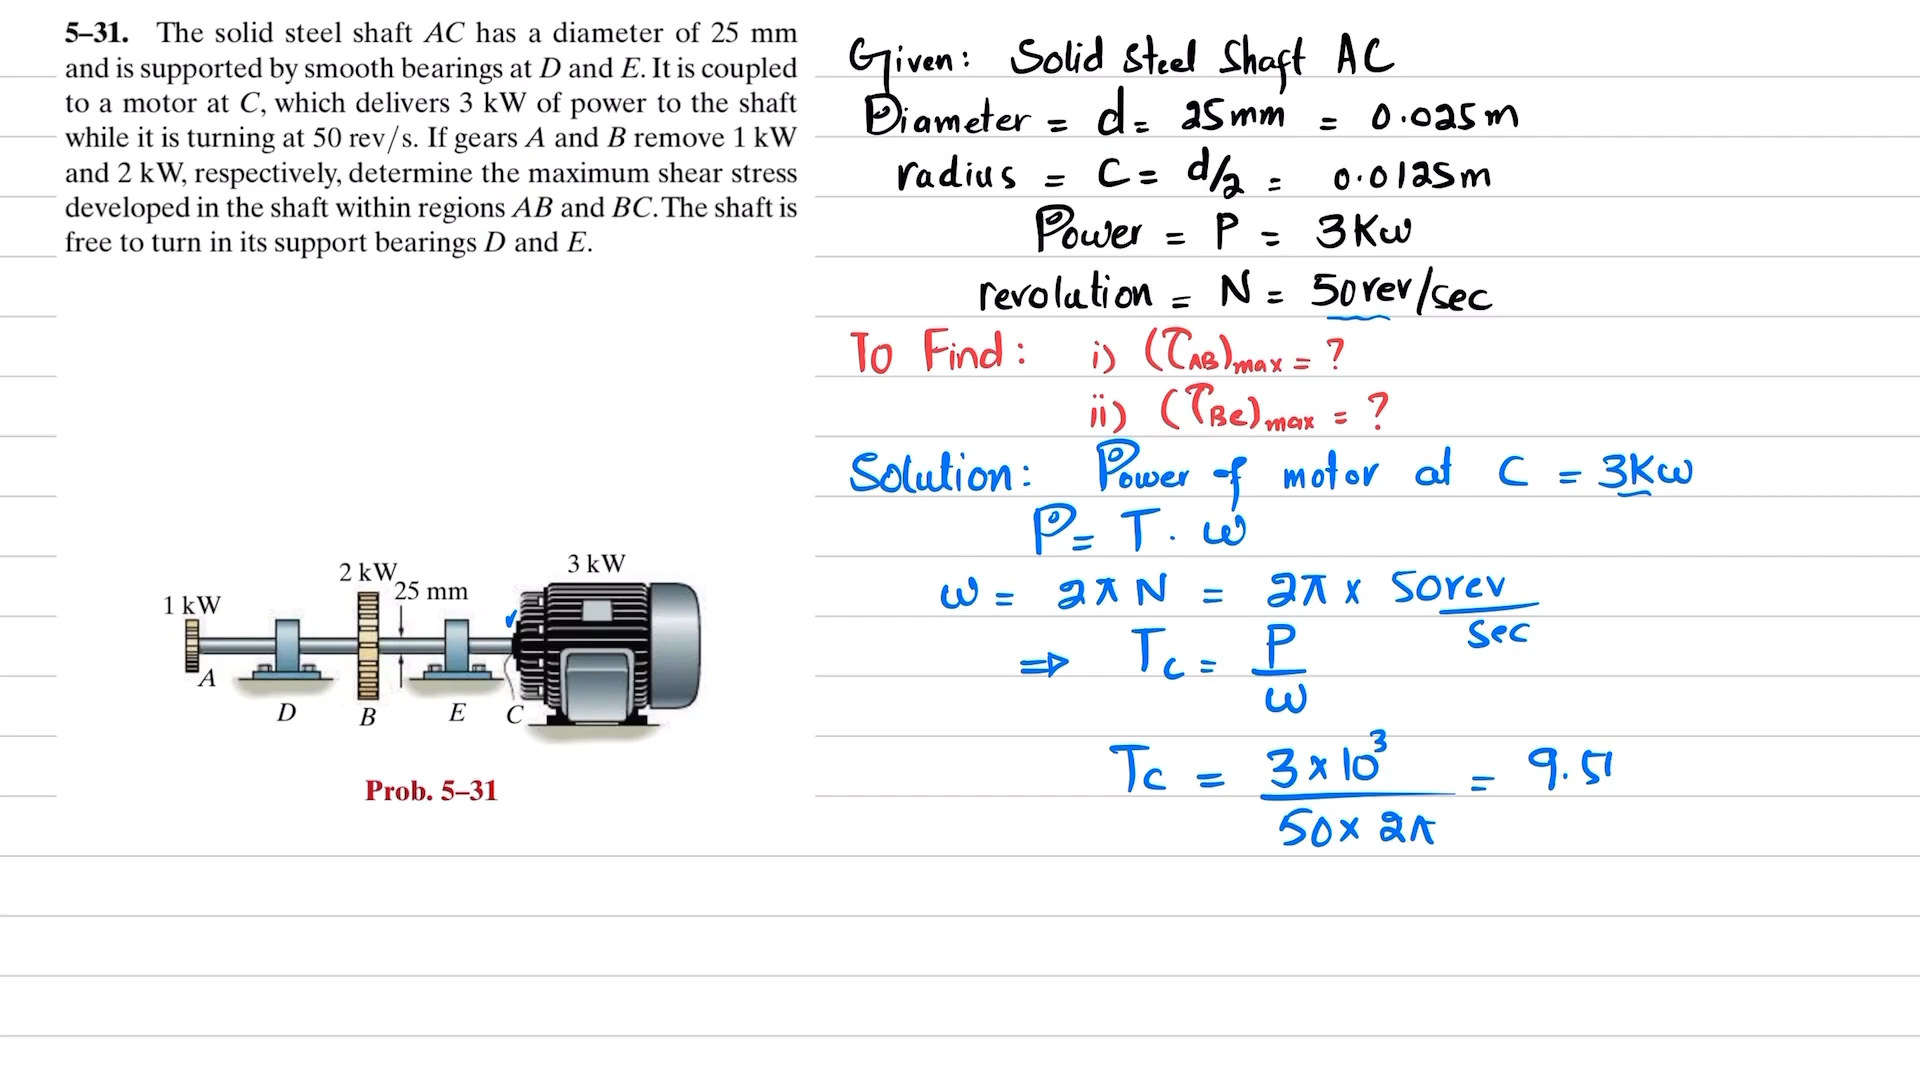 5–31. The solid steel shaft AC has a diameter of 25 mm
and is supported by smooth bearings at D and E. It is coupled
to a motor at C, which delivers 3 kW of power to the shaft
while it is turning at 50 rev/s. If gears A and B remove 1 kW
and 2 kW, respectively, determine the maximum shear stress
developed in the shaft within regions AB and BC. The shaft is
free to turn in its support bearings D and E.
1 kW
2 kW
25 mm
3 kW
A
D
B
E
C
Prob. 5–31
Given: Solid Steel Shaft AC
Diameter = d = 25mm = 0.025m
radius = C = d/2 = 0.0125m
Power = P = 3Kw
revolution = N = 50rev/sec
To Find: i) (τAB)max = ?
ii) (τBC)max = ?
Solution: Power of motor at C = 3Kw
P = T . ω
ω = 2π N = 2π x 50rev/sec
⇒ Tc = P/ω
Tc = 3 x 10³/50 x 2π = 9.51